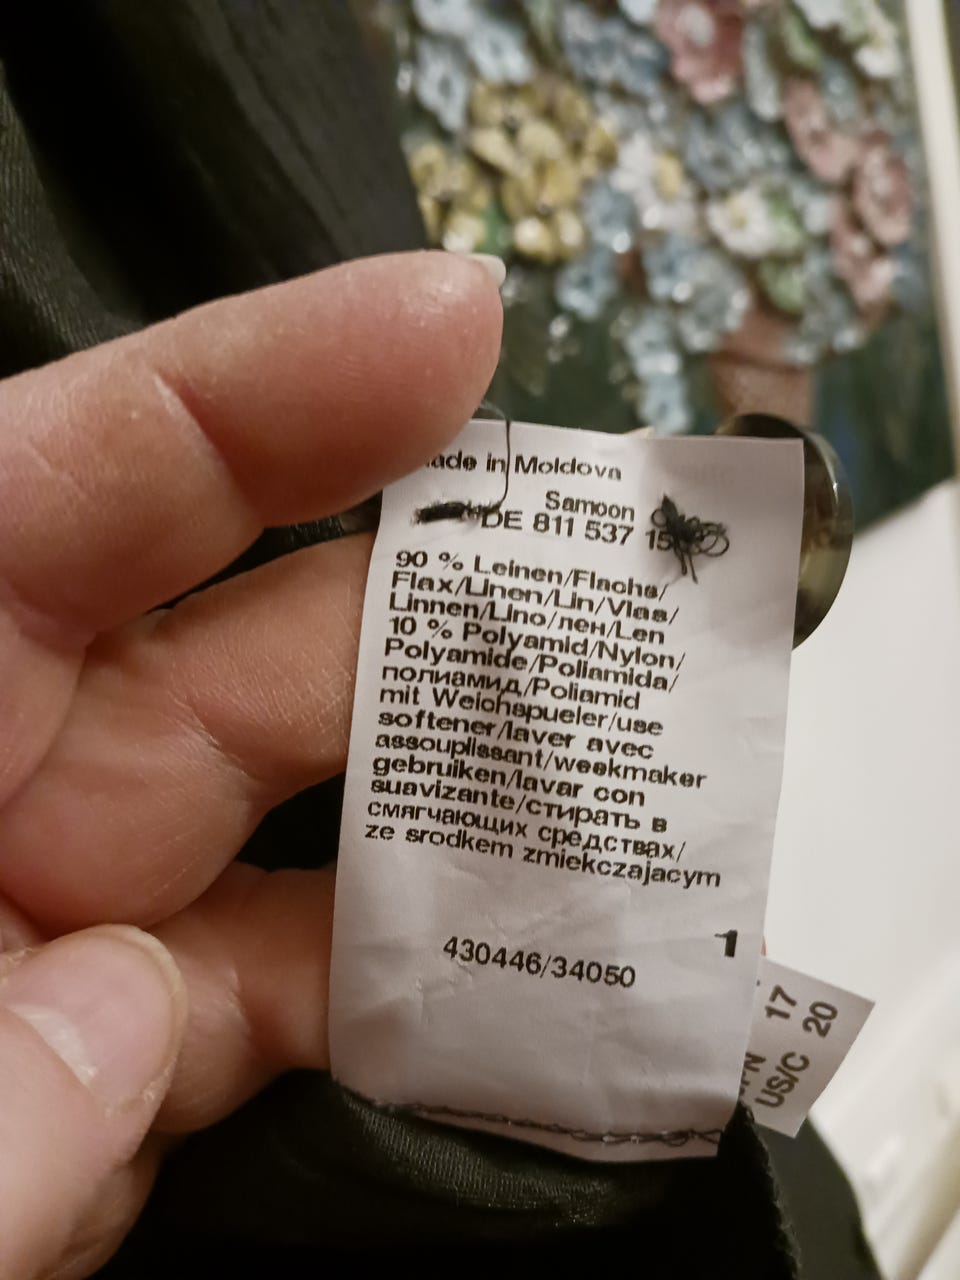 in Moldova
Samoon
DE 811 537 15
90 % Leinen/Flachs/
Flax/Linen/Lin/Vlas/
Linnen/Lino/лен/Len
10 % Polyamid/Nylon/
Polyamide/Poliamida/
полиамид/Poliamid
mit Weichspueler/use
softener/laver avec
assouplissant/weekmaker
gebruiken/lavar con
suavizante/стирать в
смягчающих средствах/
ze srodkem zmiekczajacym
430446/34050
1
17
US/C 20